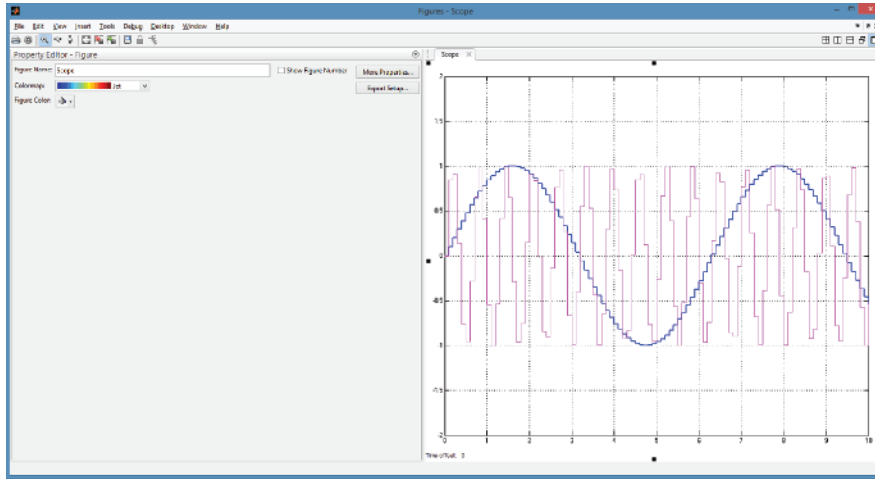 Figures - Scope
File Edit View Insert Tools Debug Desktop Window Help
Property Editor - Figure
Figure Name: Scope
Show Figure Number
More Properties...
Colormap:
Jet
Export Setup...
Figure Color:
Scope
2
1.5
1
0.5
0
-0.5
-1
-1.5
-2
0 1 2 3 4 5 6 7 8 9 10
Time offset: 0